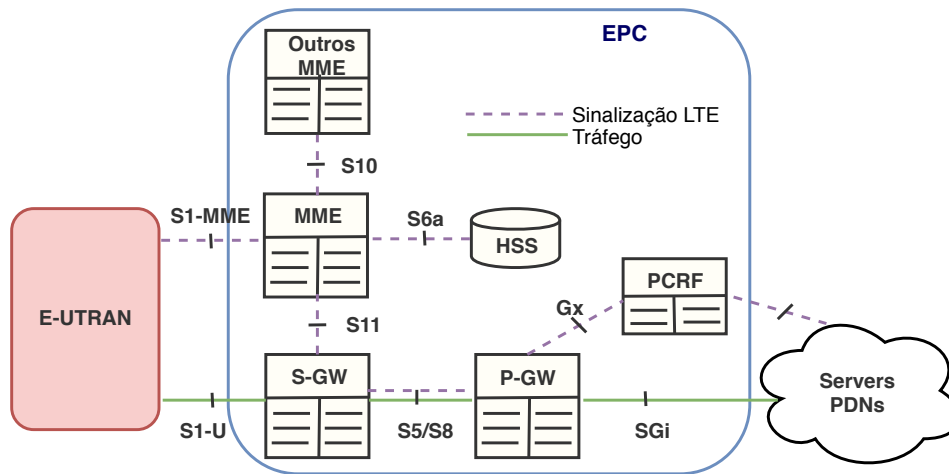 EPC
Outros
MME
Sinalização LTE
Tráfego
S10
S1-MME
MME
S6a
HSS
E-UTRAN
S11
Gx
PCRF
S-GW
P-GW
Servers
PDNs
S1-U
S5/S8
SGi